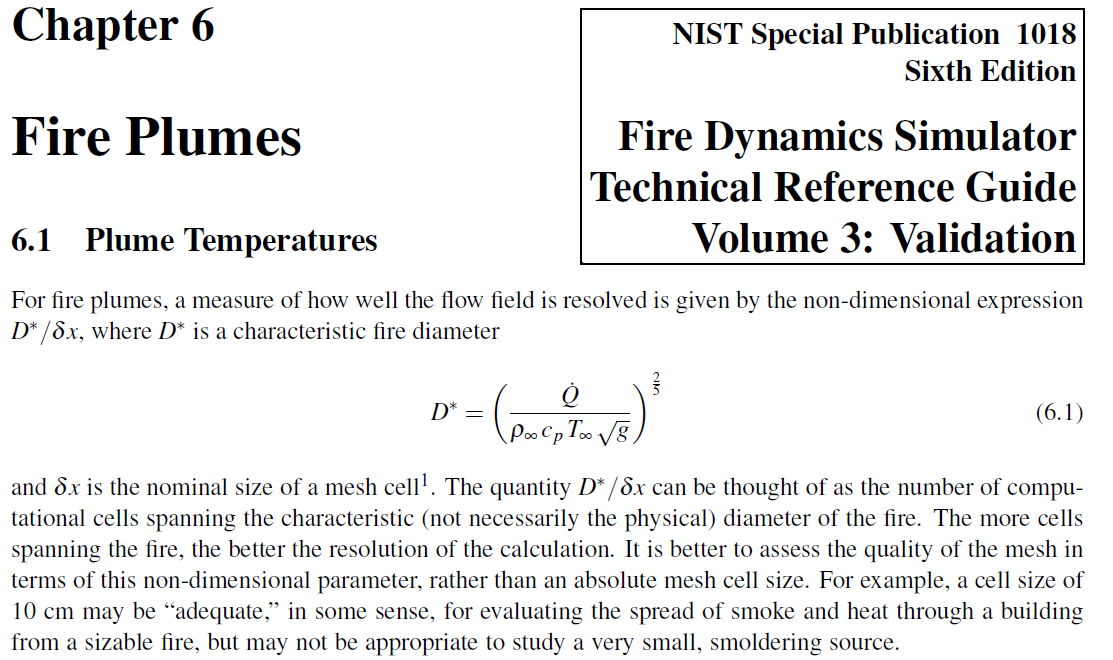 Chapter 6
NIST Special Publication 1018
Sixth Edition
Fire Dynamics Simulator
Technical Reference Guide
Volume 3: Validation
Fire Plumes
6.1 Plume Temperatures
For fire plumes, a measure of how well the flow field is resolved is given by the non-dimensional expression
D*/δx, where D* is a characteristic fire diameter
D* = ( Q̇ / ( ρ∞ cp T∞ √g ) )^(2/5) (6.1)
and δx is the nominal size of a mesh cell¹. The quantity D*/δx can be thought of as the number of compu-
tational cells spanning the characteristic (not necessarily the physical) diameter of the fire. The more cells
spanning the fire, the better the resolution of the calculation. It is better to assess the quality of the mesh in
terms of this non-dimensional parameter, rather than an absolute mesh cell size. For example, a cell size of
10 cm may be “adequate,” in some sense, for evaluating the spread of smoke and heat through a building
from a sizable fire, but may not be appropriate to study a very small, smoldering source.